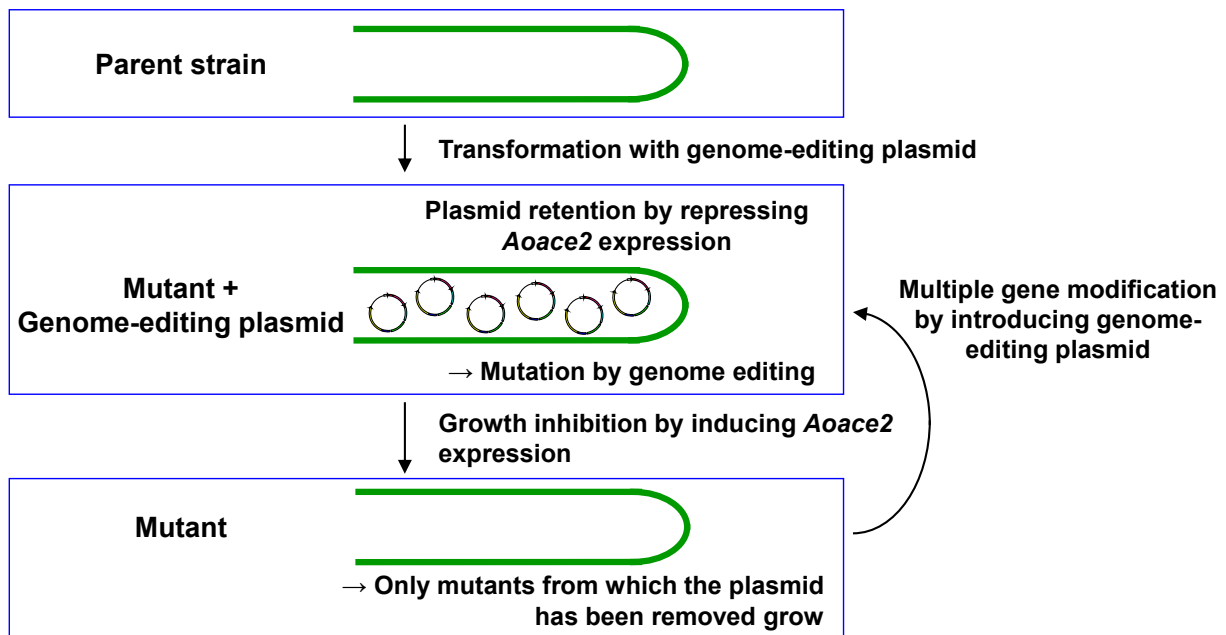 Parent strain
Transformation with genome-editing plasmid
Plasmid retention by repressing
Aoace2 expression
Mutant +
Genome-editing plasmid
→ Mutation by genome editing
Multiple gene modification
by introducing genome-
editing plasmid
Growth inhibition by inducing Aoace2
expression
Mutant
→ Only mutants from which the plasmid
has been removed grow